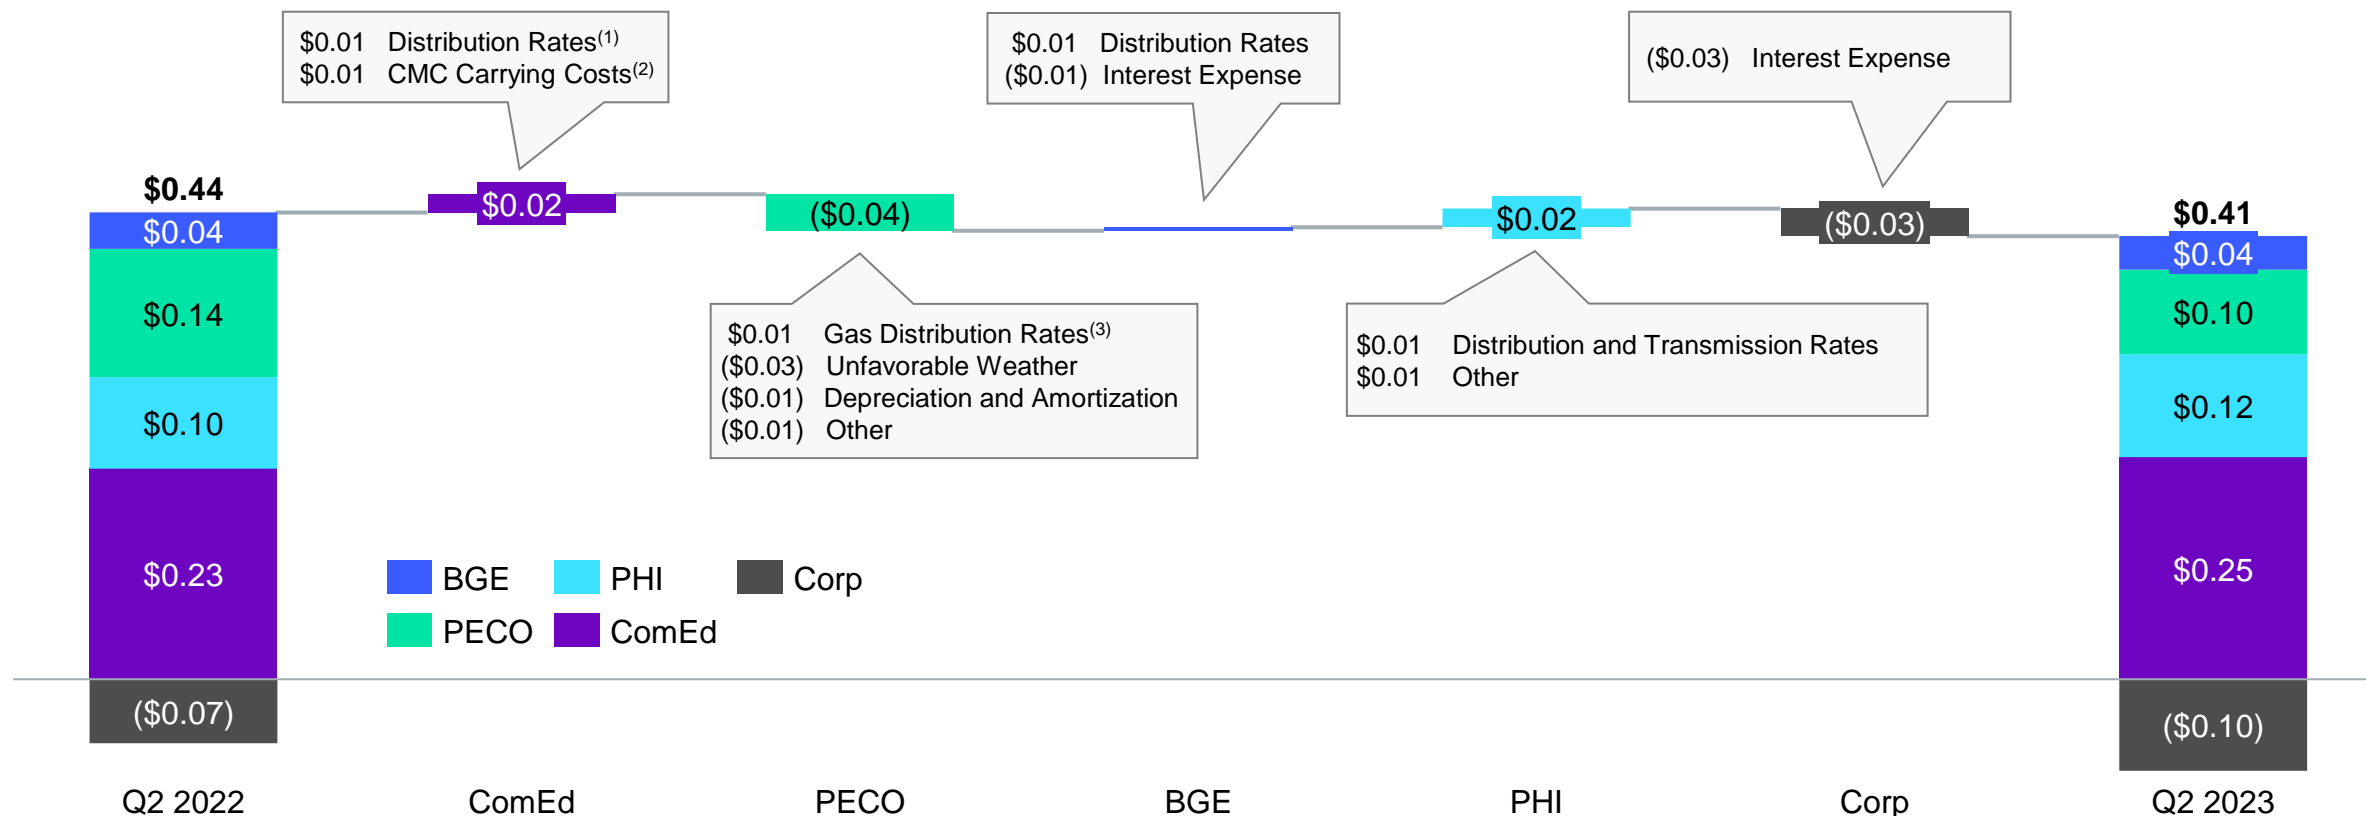 $0.01 Distribution Rates(1)
$0.01 CMC Carrying Costs(2)
$0.01 Distribution Rates
($0.01) Interest Expense
($0.03) Interest Expense
$0.44
$0.04
$0.14
$0.10
$0.23
($0.07)
$0.02
($0.04)
$0.02
($0.03)
$0.01 Gas Distribution Rates(3)
($0.03) Unfavorable Weather
($0.01) Depreciation and Amortization
($0.01) Other
$0.01 Distribution and Transmission Rates
$0.01 Other
$0.41
$0.04
$0.10
$0.12
$0.25
($0.10)
BGE PHI Corp
PECO ComEd
Q2 2022 ComEd PECO BGE PHI Corp Q2 2023